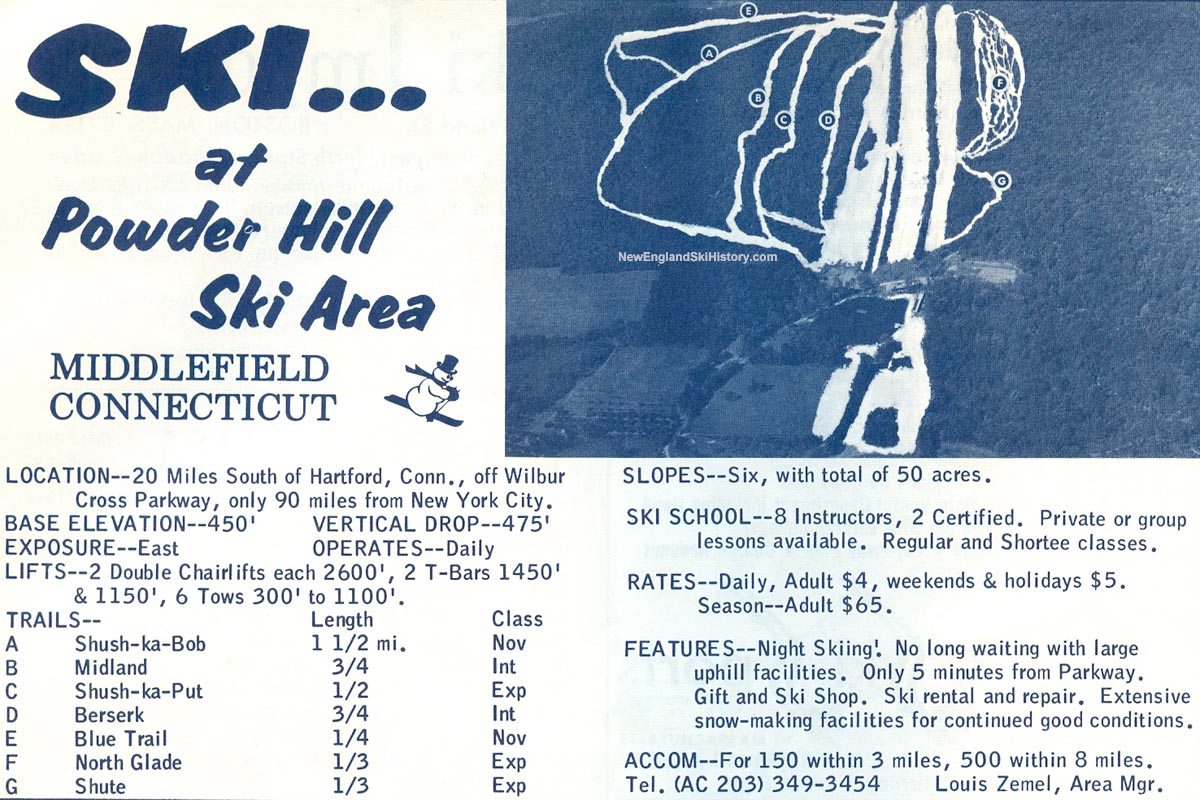 SKI...
at
Powder Hill
Ski Area
MIDDLEFIELD
CONNECTICUT
E
A
B
C
D
F
G
NewEnglandSkiHistory.com
LOCATION--20 Miles South of Hartford, Conn., off Wilbur
Cross Parkway, only 90 miles from New York City.
BASE ELEVATION--450' VERTICAL DROP--475'
EXPOSURE--East OPERATES--Daily
LIFTS--2 Double Chairlifts each 2600', 2 T-Bars 1450'
& 1150', 6 Tows 300' to 1100'.
TRAILS-- Length Class
A Shush-ka-Bob 1 1/2 mi. Nov
B Midland 3/4 Int
C Shush-ka-Put 1/2 Exp
D Berserk 3/4 Int
E Blue Trail 1/4 Nov
F North Glade 1/3 Exp
G Shute 1/3 Exp
SLOPES--Six, with total of 50 acres.
SKI SCHOOL--8 Instructors, 2 Certified. Private or group
lessons available. Regular and Shortee classes.
RATES--Daily, Adult $4, weekends & holidays $5.
Season--Adult $65.
FEATURES--Night Skiing! No long waiting with large
uphill facilities. Only 5 minutes from Parkway.
Gift and Ski Shop. Ski rental and repair. Extensive
snow-making facilities for continued good conditions.
ACCOM--For 150 within 3 miles, 500 within 8 miles.
Tel. (AC 203) 349-3454 Louis Zemel, Area Mgr.